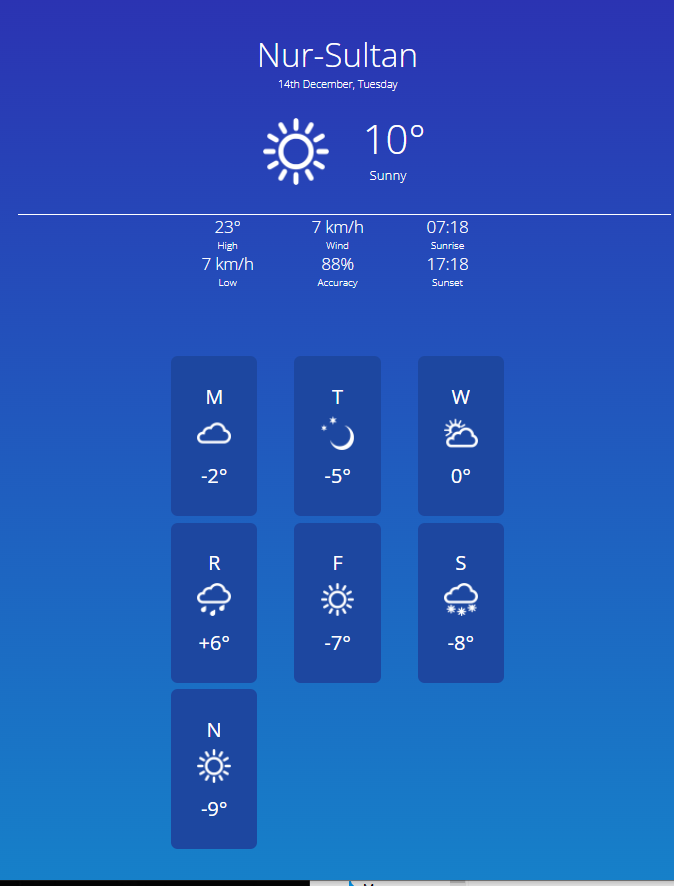 Nur-Sultan
14th December, Tuesday
10°
Sunny
23° 7 km/h 07:18
High Wind Sunrise
7 km/h 88% 17:18
Low Accuracy Sunset
M T W
-2° -5° 0°
R F S
+6° -7° -8°
N
-9°